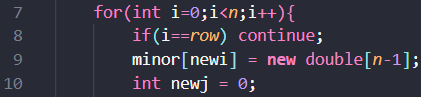 7 for(int i=0;i<n;i++){
8 if(i==row) continue;
9 minor[newi] = new double[n-1];
10 int newj = 0;